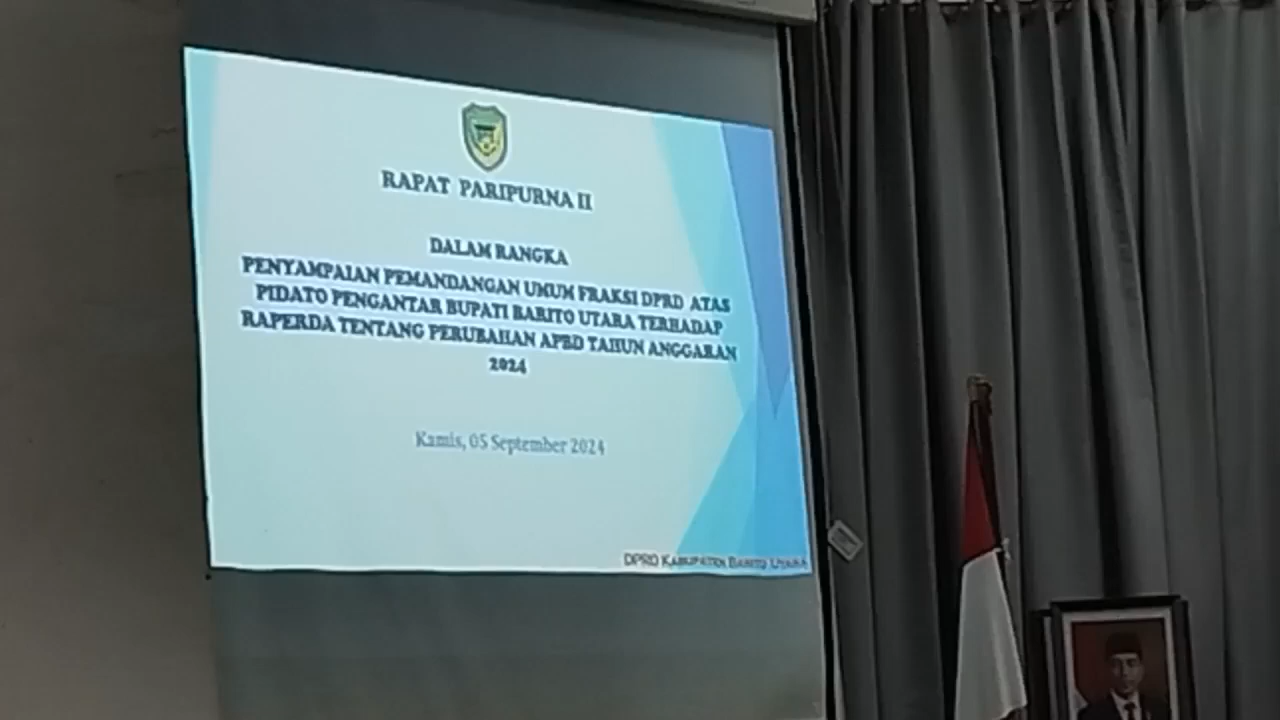 RAPAT PARIPURNA II
DALAM RANGKA
PENYAMPAIAN PEMANDANGAN UMUM FRAKSI DPRD ATAS
PIDATO PENGANTAR BUPATI BARITO UTARA TERHADAP
RAPERDA TENTANG PERUBAHAN APBD TAHUN ANGGARAN
2024
Kamis, 05 September 2024
DPRD KABUPATEN BARITO UTARA